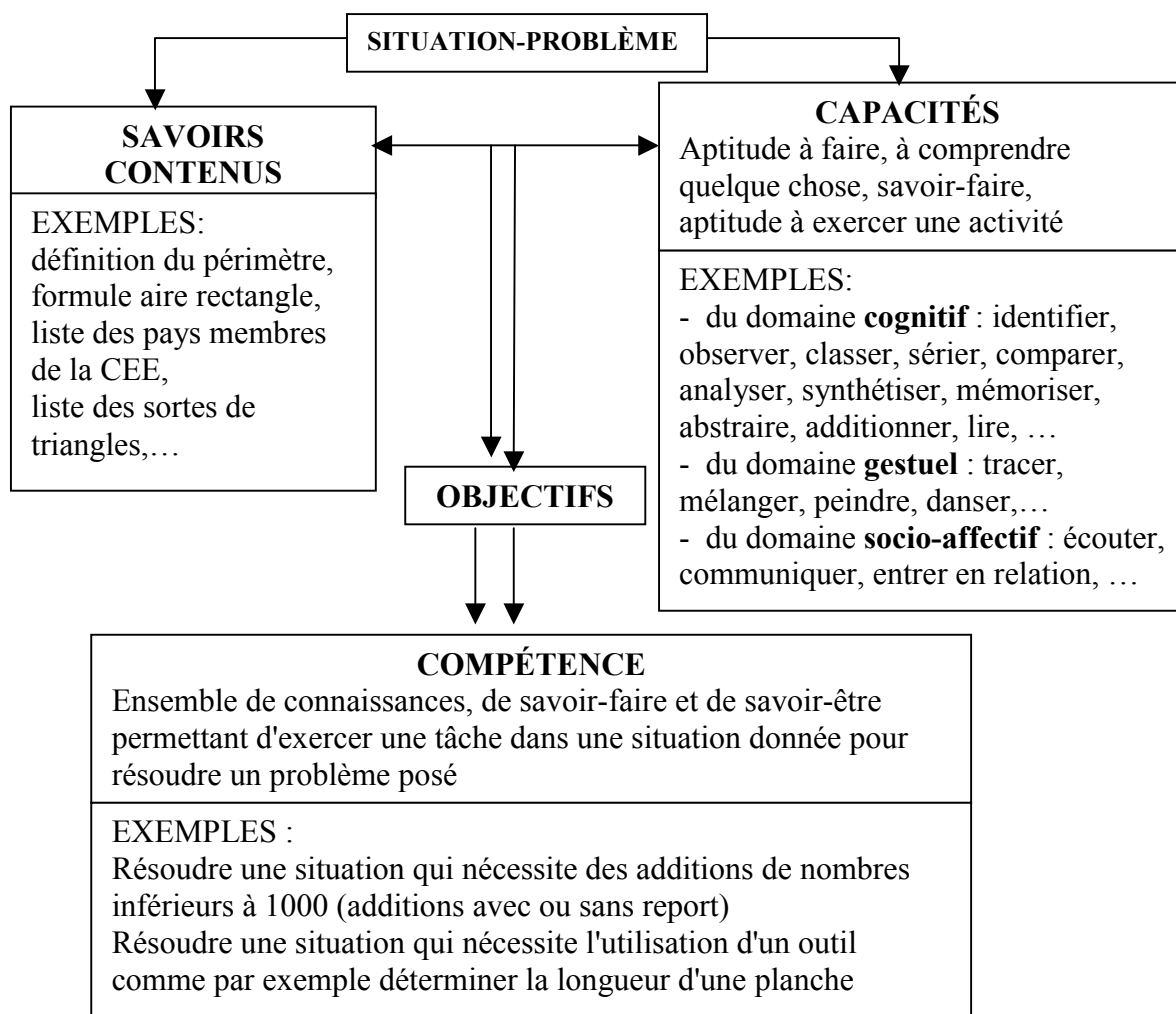 SITUATION-PROBLÈME
SAVOIRS
CONTENUS
EXEMPLES:
définition du périmètre,
formule aire rectangle,
liste des pays membres
de la CEE,
liste des sortes de
triangles,…
CAPACITÉS
Aptitude à faire, à comprendre
quelque chose, savoir-faire,
aptitude à exercer une activité
EXEMPLES:
- du domaine cognitif : identifier,
observer, classer, sérier, comparer,
analyser, synthétiser, mémoriser,
abstraire, additionner, lire, …
- du domaine gestuel : tracer,
mélanger, peindre, danser,…
- du domaine socio-affectif : écouter,
communiquer, entrer en relation, …
OBJECTIFS
COMPÉTENCE
Ensemble de connaissances, de savoir-faire et de savoir-être
permettant d'exercer une tâche dans une situation donnée pour
résoudre un problème posé
EXEMPLES :
Résoudre une situation qui nécessite des additions de nombres
inférieurs à 1000 (additions avec ou sans report)
Résoudre une situation qui nécessite l'utilisation d'un outil
comme par exemple déterminer la longueur d'une planche